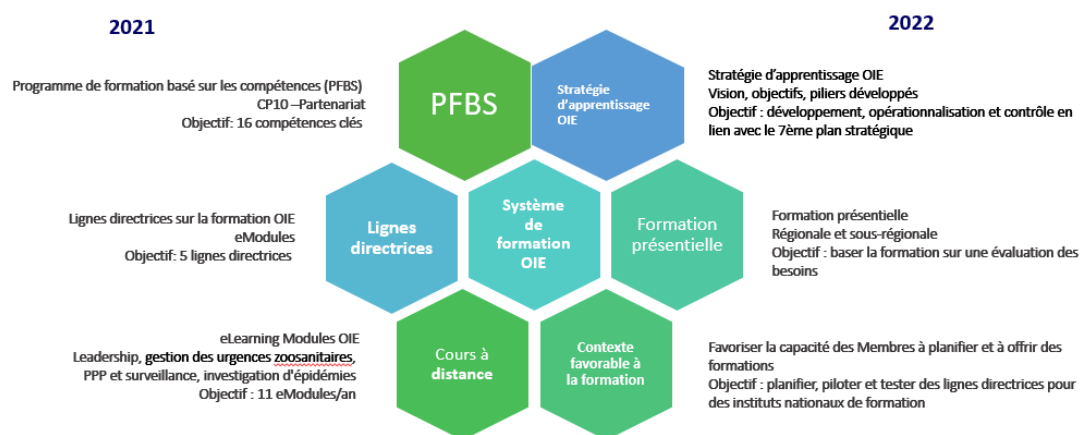 2021
2022
Programme de formation basé sur les compétences (PFBS)
CP10 –Partenariat
Objectif: 16 compétences clés
PFBS
Stratégie
d'apprentissage
OIE
Stratégie d'apprentissage OIE
Vision, objectifs, piliers développés
Objectif : développement, opérationnalisation et contrôle en
lien avec le 7ème plan stratégique
Lignes directrices sur la formation OIE
eModules
Objectif: 5 lignes directrices
Lignes
directrices
Système
de
formation
OIE
Formation
présentielle
Formation présentielle
Régionale et sous-régionale
Objectif : baser la formation sur une évaluation des
besoins
eLearning Modules OIE
Leadership, gestion des urgences zoosanitaires,
PPP et surveillance, investigation d'épidémies
Objectif : 11 eModules/an
Cours à
distance
Contexte
favorable à
la formation
Favoriser la capacité des Membres à planifier et à offrir des
formations
Objectif : planifier, piloter et tester des lignes directrices pour
des instituts nationaux de formation